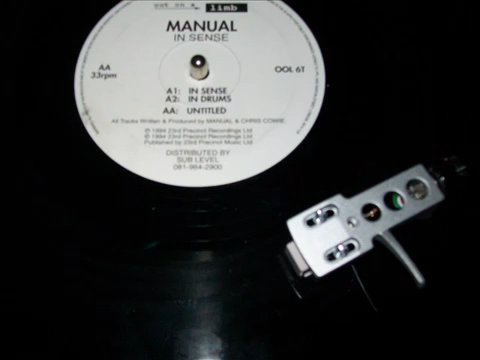 out on a limb
MANUAL
IN SENSE
AA
33rpm
OOL 6T
A1: IN SENSE
A2: IN DRUMS
AA: UNTITLED
All Tracks Written & Produced by MANUAL & CHRIS COWIE
℗ 1994 23rd Precinct Recordings Ltd
© 1994 23rd Precinct Recordings Ltd
Published by 23rd Precinct Music Ltd
DISTRIBUTED BY
SUB LEVEL
081-964-2900